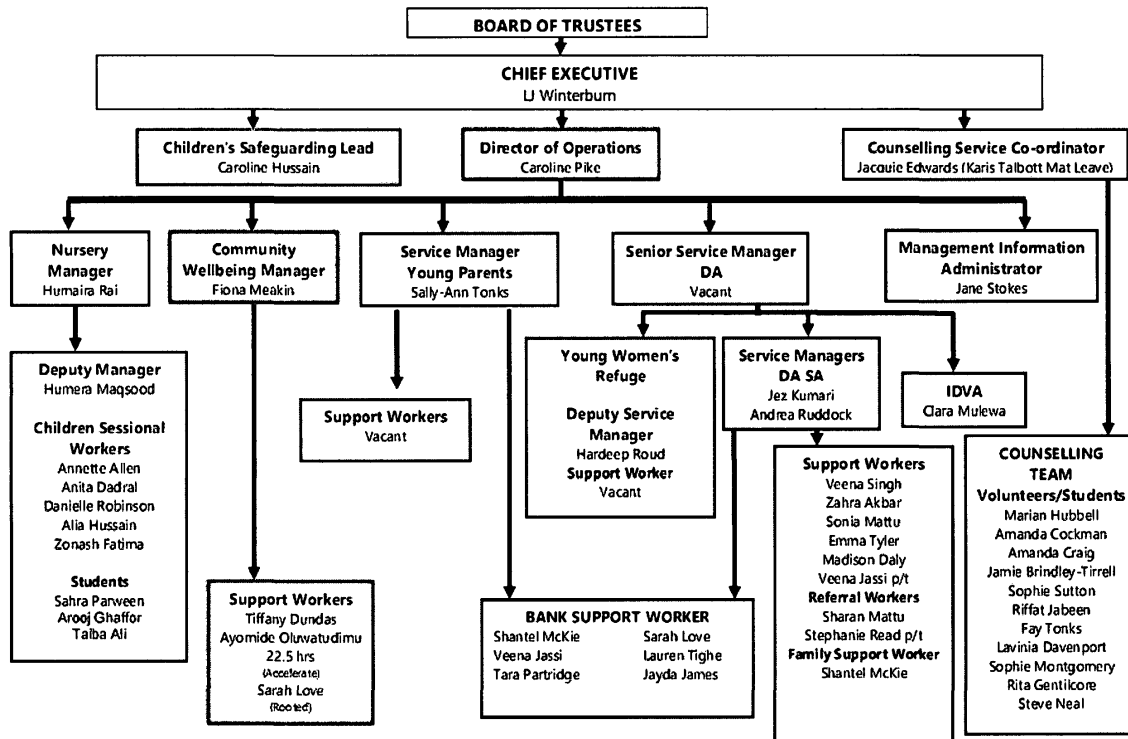 BOARD OF TRUSTEES
CHIEF EXECUTIVE
LJ Winterburn
Children's Safeguarding Lead
Caroline Hussain
Director of Operations
Caroline Pike
Counselling Service Co-ordinator
Jacquie Edwards (Karis Talbott Mat Leave)
Nursery
Manager
Humaira Rai
Community
Wellbeing Manager
Fiona Meakin
Service Manager
Young Parents
Sally-Ann Tonks
Senior Service Manager
DA
Vacant
Management Information
Administrator
Jane Stokes
Deputy Manager
Humera Maqsood
Children Sessional
Workers
Annette Allen
Anita Dadral
Danielle Robinson
Alia Hussain
Zonash Fatima
Students
Sahra Parween
Arooj Ghaffor
Talba Ali
Support Workers
Tiffany Dundas
Ayomide Oluwatudimu
22.5 hrs
(Accelerate)
Sarah Love
(Rooted)
Support Workers
Vacant
Young Women's
Refuge
Deputy Service
Manager
Hardeep Roud
Support Worker
Vacant
Service Managers
DA SA
Jez Kumari
Andrea Ruddock
IDVA
Clara Mulewa
BANK SUPPORT WORKER
Shantel McKie Sarah Love
Veena Jassi Lauren Tighe
Tara Partridge Jayda James
Support Workers
Veena Singh
Zahra Akbar
Sonia Mattu
Emma Tyler
Madison Daly
Veena Jassi p/t
Referral Workers
Sharan Mattu
Stephanie Read p/t
Family Support Worker
Shantel McKie
COUNSELLING
TEAM
Volunteers/Students
Marian Hubbell
Amanda Cockman
Amanda Craig
Jamie Brindley-Tirrell
Sophie Sutton
Riffat Jabeen
Fay Tonks
Lavinia Davenport
Sophie Montgomery
Rita Gentilcore
Steve Neal